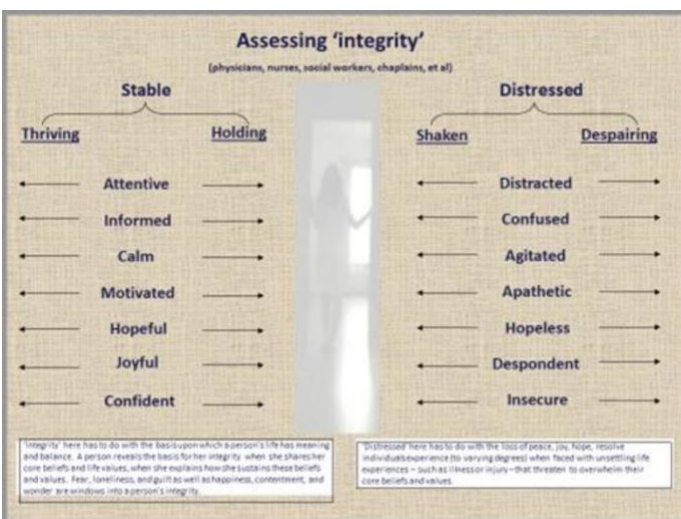 Assessing 'integrity'
(physicians, nurses, social workers, chaplains, et al)
Stable
Distressed
Thriving
Holding
Shaken
Despairing
Attentive
Distracted
Informed
Confused
Calm
Agitated
Motivated
Apathetic
Hopeful
Hopeless
Joyful
Despondent
Confident
Insecure
'Integrity' here has to do with the basis upon which a person's life has meaning
and balance. A person reveals the basis for her integrity when she shares her
core beliefs and life values, when she explains how she sustains these beliefs
and values. Fear, loneliness, and guilt as well as happiness, contentment, and
wonder are windows into a person's integrity.
'Distressed' here has to do with the loss of peace, joy, hope, resolve
individuals experience (to varying degrees) when faced with unsettling life
experiences – such as illness or injury – that threaten to overwhelm their
core beliefs and values.